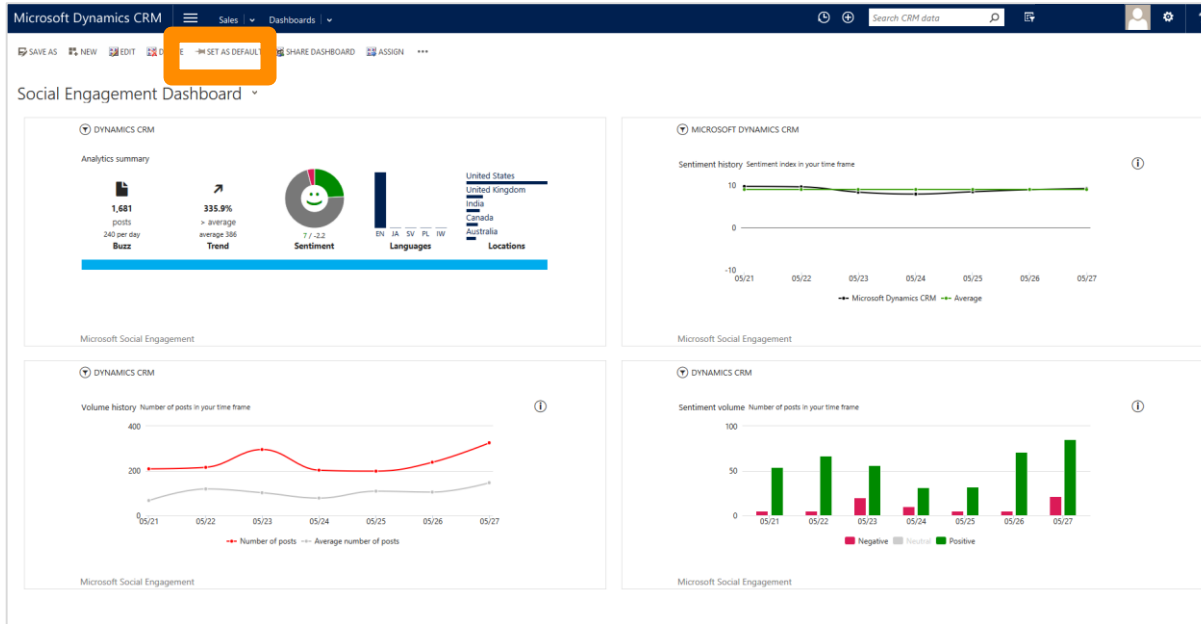 Microsoft Dynamics CRM Sales Dashboards Search CRM data
SAVE AS NEW EDIT SET AS DEFAULT SHARE DASHBOARD ASSIGN •••
Social Engagement Dashboard
DYNAMICS CRM
Analytics summary
1,681
posts
240 per day
Buzz
335.9%
> average
average 386
Trend
7 / -2.2
Sentiment
EN JA SV PL IW
Languages
United States
United Kingdom
India
Canada
Australia
Locations
Microsoft Social Engagement
MICROSOFT DYNAMICS CRM
Sentiment history Sentiment index in your time frame
10
0
-10
05/21 05/22 05/23 05/24 05/25 05/26 05/27
Microsoft Dynamics CRM Average
Microsoft Social Engagement
DYNAMICS CRM
Volume history Number of posts in your time frame
400
200
0
05/21 05/22 05/23 05/24 05/25 05/26 05/27
Number of posts Average number of posts
Microsoft Social Engagement
DYNAMICS CRM
Sentiment volume Number of posts in your time frame
100
50
0
05/21 05/22 05/23 05/24 05/25 05/26 05/27
Negative Neutral Positive
Microsoft Social Engagement